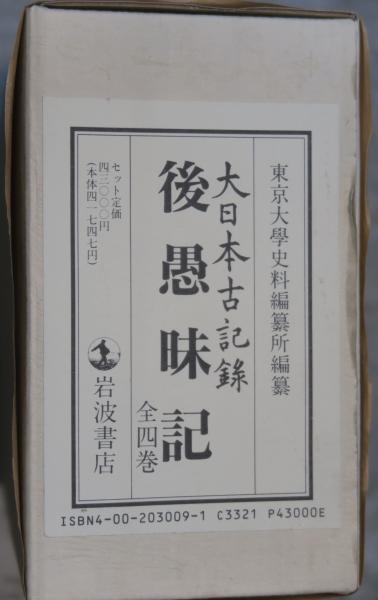 東京大學史料編纂所編纂
大日本古記錄
後愚昧記
全四巻
セット定価
四三〇〇〇円
(本体四一七四七円)
岩波書店
ISBN4-00-203009-1 C3321 P43000E